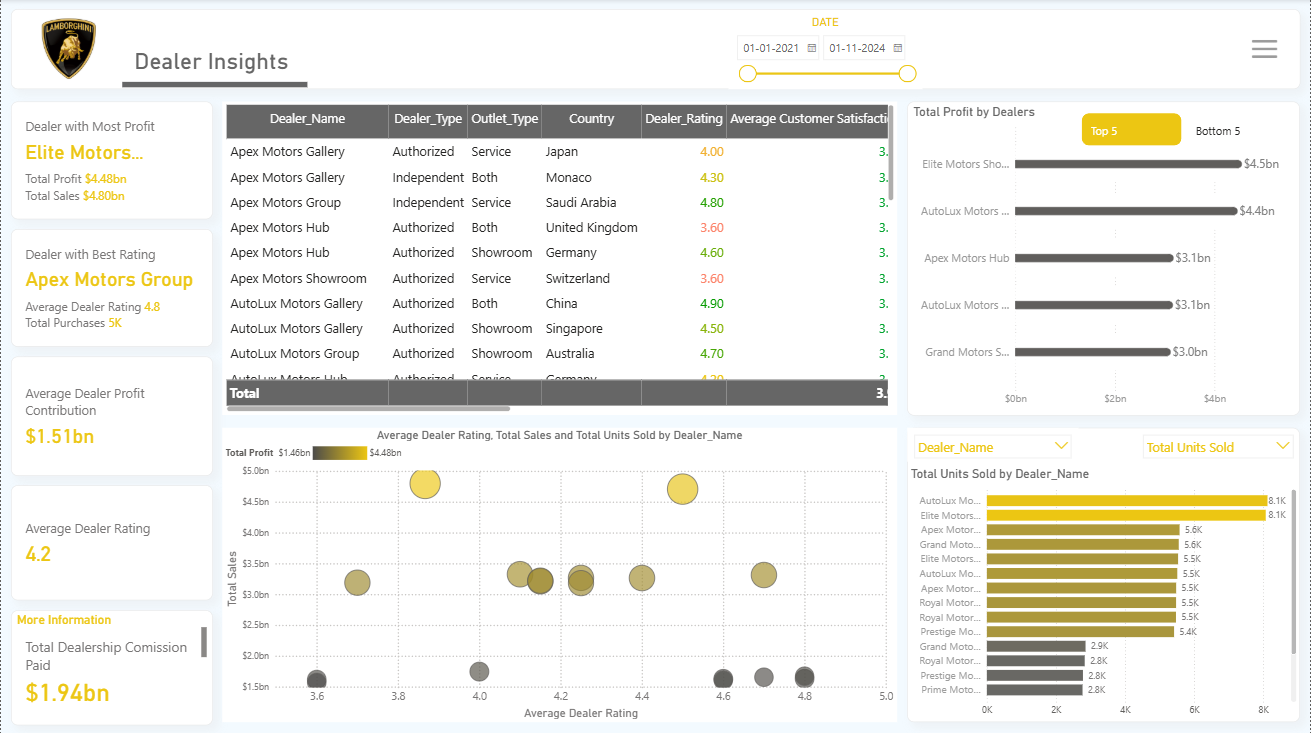 LAMBORGHINI
Dealer Insights
DATE
01-01-2021
01-11-2024
Dealer with Most Profit
Elite Motors...
Total Profit $4.48bn
Total Sales $4.80bn
Dealer with Best Rating
Apex Motors Group
Average Dealer Rating 4.8
Total Purchases 5K
Average Dealer Profit
Contribution
$1.51bn
Average Dealer Rating
4.2
More Information
Total Dealership Comission
Paid
$1.94bn
Dealer_Name Dealer_Type Outlet_Type Country Dealer_Rating Average Customer Satisfacti
Apex Motors Gallery Authorized Service Japan 4.00 3.
Apex Motors Gallery Independent Both Monaco 4.30 3.
Apex Motors Group Independent Service Saudi Arabia 4.80 3.
Apex Motors Hub Authorized Both United Kingdom 3.60 3.
Apex Motors Hub Authorized Showroom Germany 4.60 3.
Apex Motors Showroom Authorized Service Switzerland 3.60 3.
AutoLux Motors Gallery Authorized Both China 4.90 3.
AutoLux Motors Gallery Authorized Showroom Singapore 4.50 3.
AutoLux Motors Group Authorized Showroom Australia 4.70 3.
AutoLux Motors Hub Authorized Service Germany
Total 3.
Average Dealer Rating, Total Sales and Total Units Sold by Dealer_Name
Total Profit $1.46bn $4.48bn
Total Sales
$5.0bn
$4.5bn
$4.0bn
$3.5bn
$3.0bn
$2.5bn
$2.0bn
$1.5bn
3.6 3.8 4.0 4.2 4.4 4.6 4.8 5.0
Average Dealer Rating
Total Profit by Dealers
Top 5
Bottom 5
Elite Motors Sho... $4.5bn
AutoLux Motors ... $4.4bn
Apex Motors Hub $3.1bn
AutoLux Motors ... $3.1bn
Grand Motors S... $3.0bn
$0bn $2bn $4bn
Dealer_Name
Total Units Sold
Total Units Sold by Dealer_Name
AutoLux Mo... 8.1K
Elite Motors... 8.1K
Apex Motor... 5.6K
Grand Moto... 5.6K
Elite Motors... 5.5K
AutoLux Mo... 5.5K
Apex Motor... 5.5K
Royal Motor... 5.5K
Royal Motor... 5.5K
Prestige Mo... 5.4K
Grand Moto... 2.9K
Royal Motor... 2.8K
Prestige Mo... 2.8K
Prime Moto... 2.8K
0K 2K 4K 6K 8K